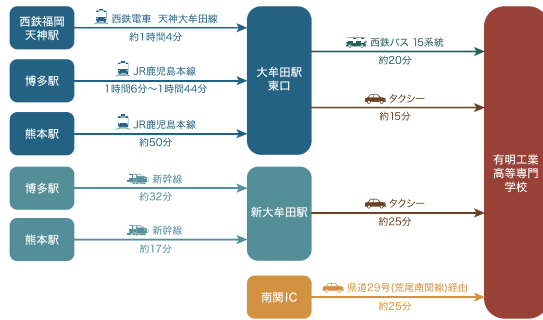 西鉄福岡
天神駅
西鉄電車 天神大牟田線
約1時間4分
博多駅
JR鹿児島本線
1時間6分〜1時間44分
熊本駅
JR鹿児島本線
約50分
大牟田駅
東口
西鉄バス 15系統
約20分
タクシー
約15分
博多駅
新幹線
約32分
熊本駅
新幹線
約17分
新大牟田駅
タクシー
約25分
南関IC
県道29号(荒尾南関線)経由
約25分
有明工業
高等専門
学校